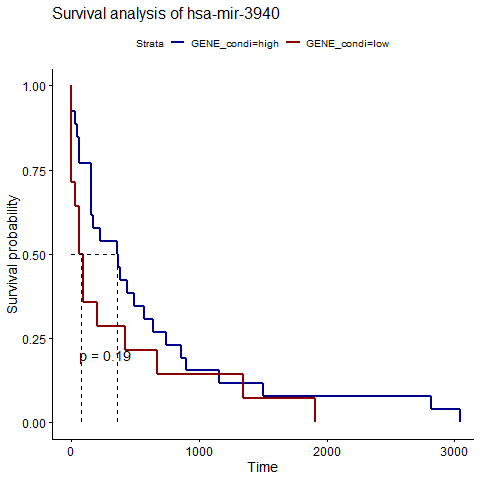 Survival analysis of hsa-mir-3940
Strata GENE_condi=high GENE_condi=low
1.00
0.75
0.50
0.25
0.00
Survival probability
p = 0.19
0 1000 2000 3000
Time